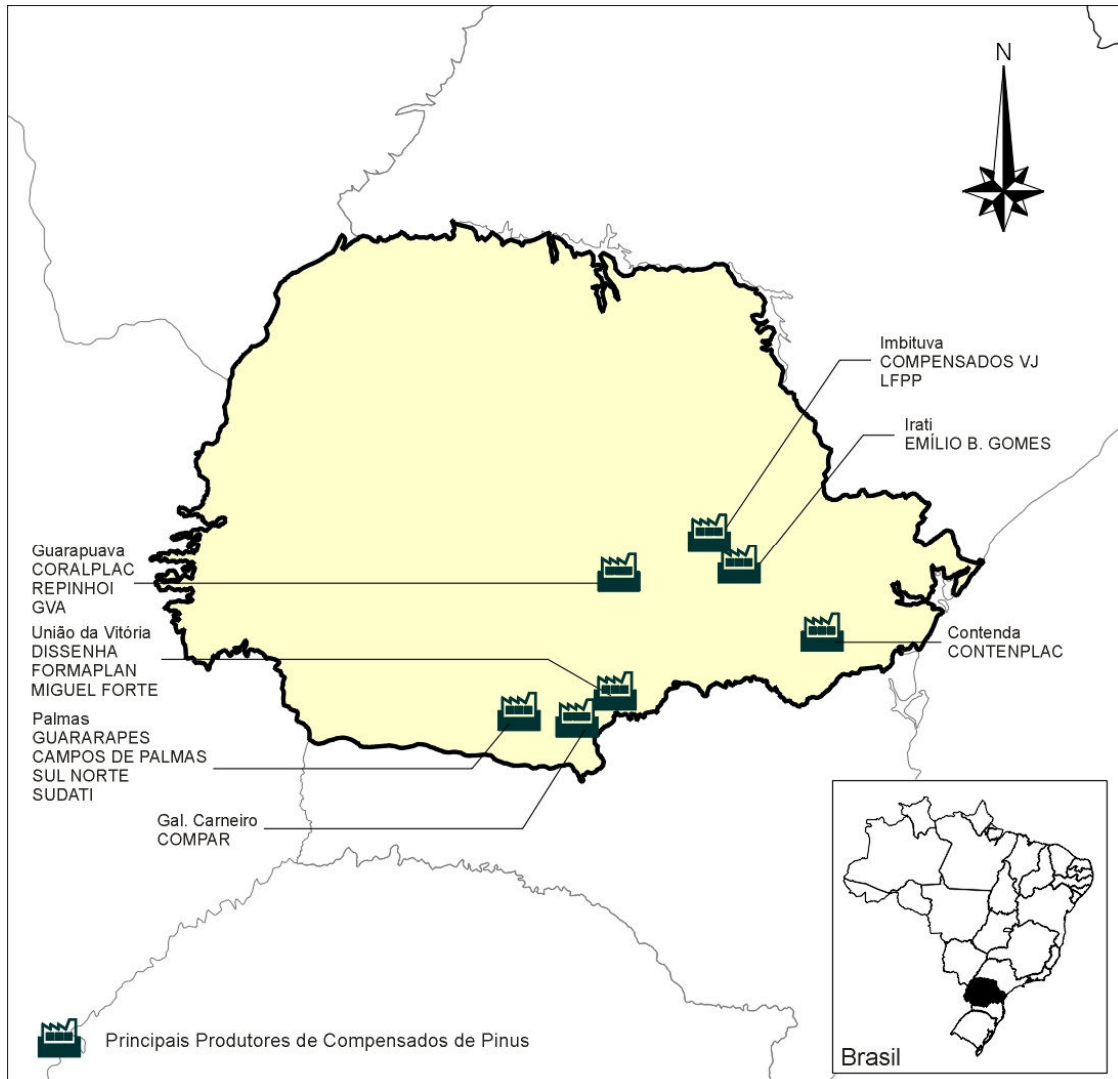 N
Imbituva
COMPENSADOS VJ
LFPP
Irati
EMÍLIO B. GOMES
Guarapuava
CORALPLAC
REPINHOI
GVA
União da Vitória
DISSENHA
FORMAPLAN
MIGUEL FORTE
Contenda
CONTENPLAC
Palmas
GUARARAPES
CAMPOS DE PALMAS
SUL NORTE
SUDATI
Gal. Carneiro
COMPAR
Principais Produtores de Compensados de Pinus
Brasil